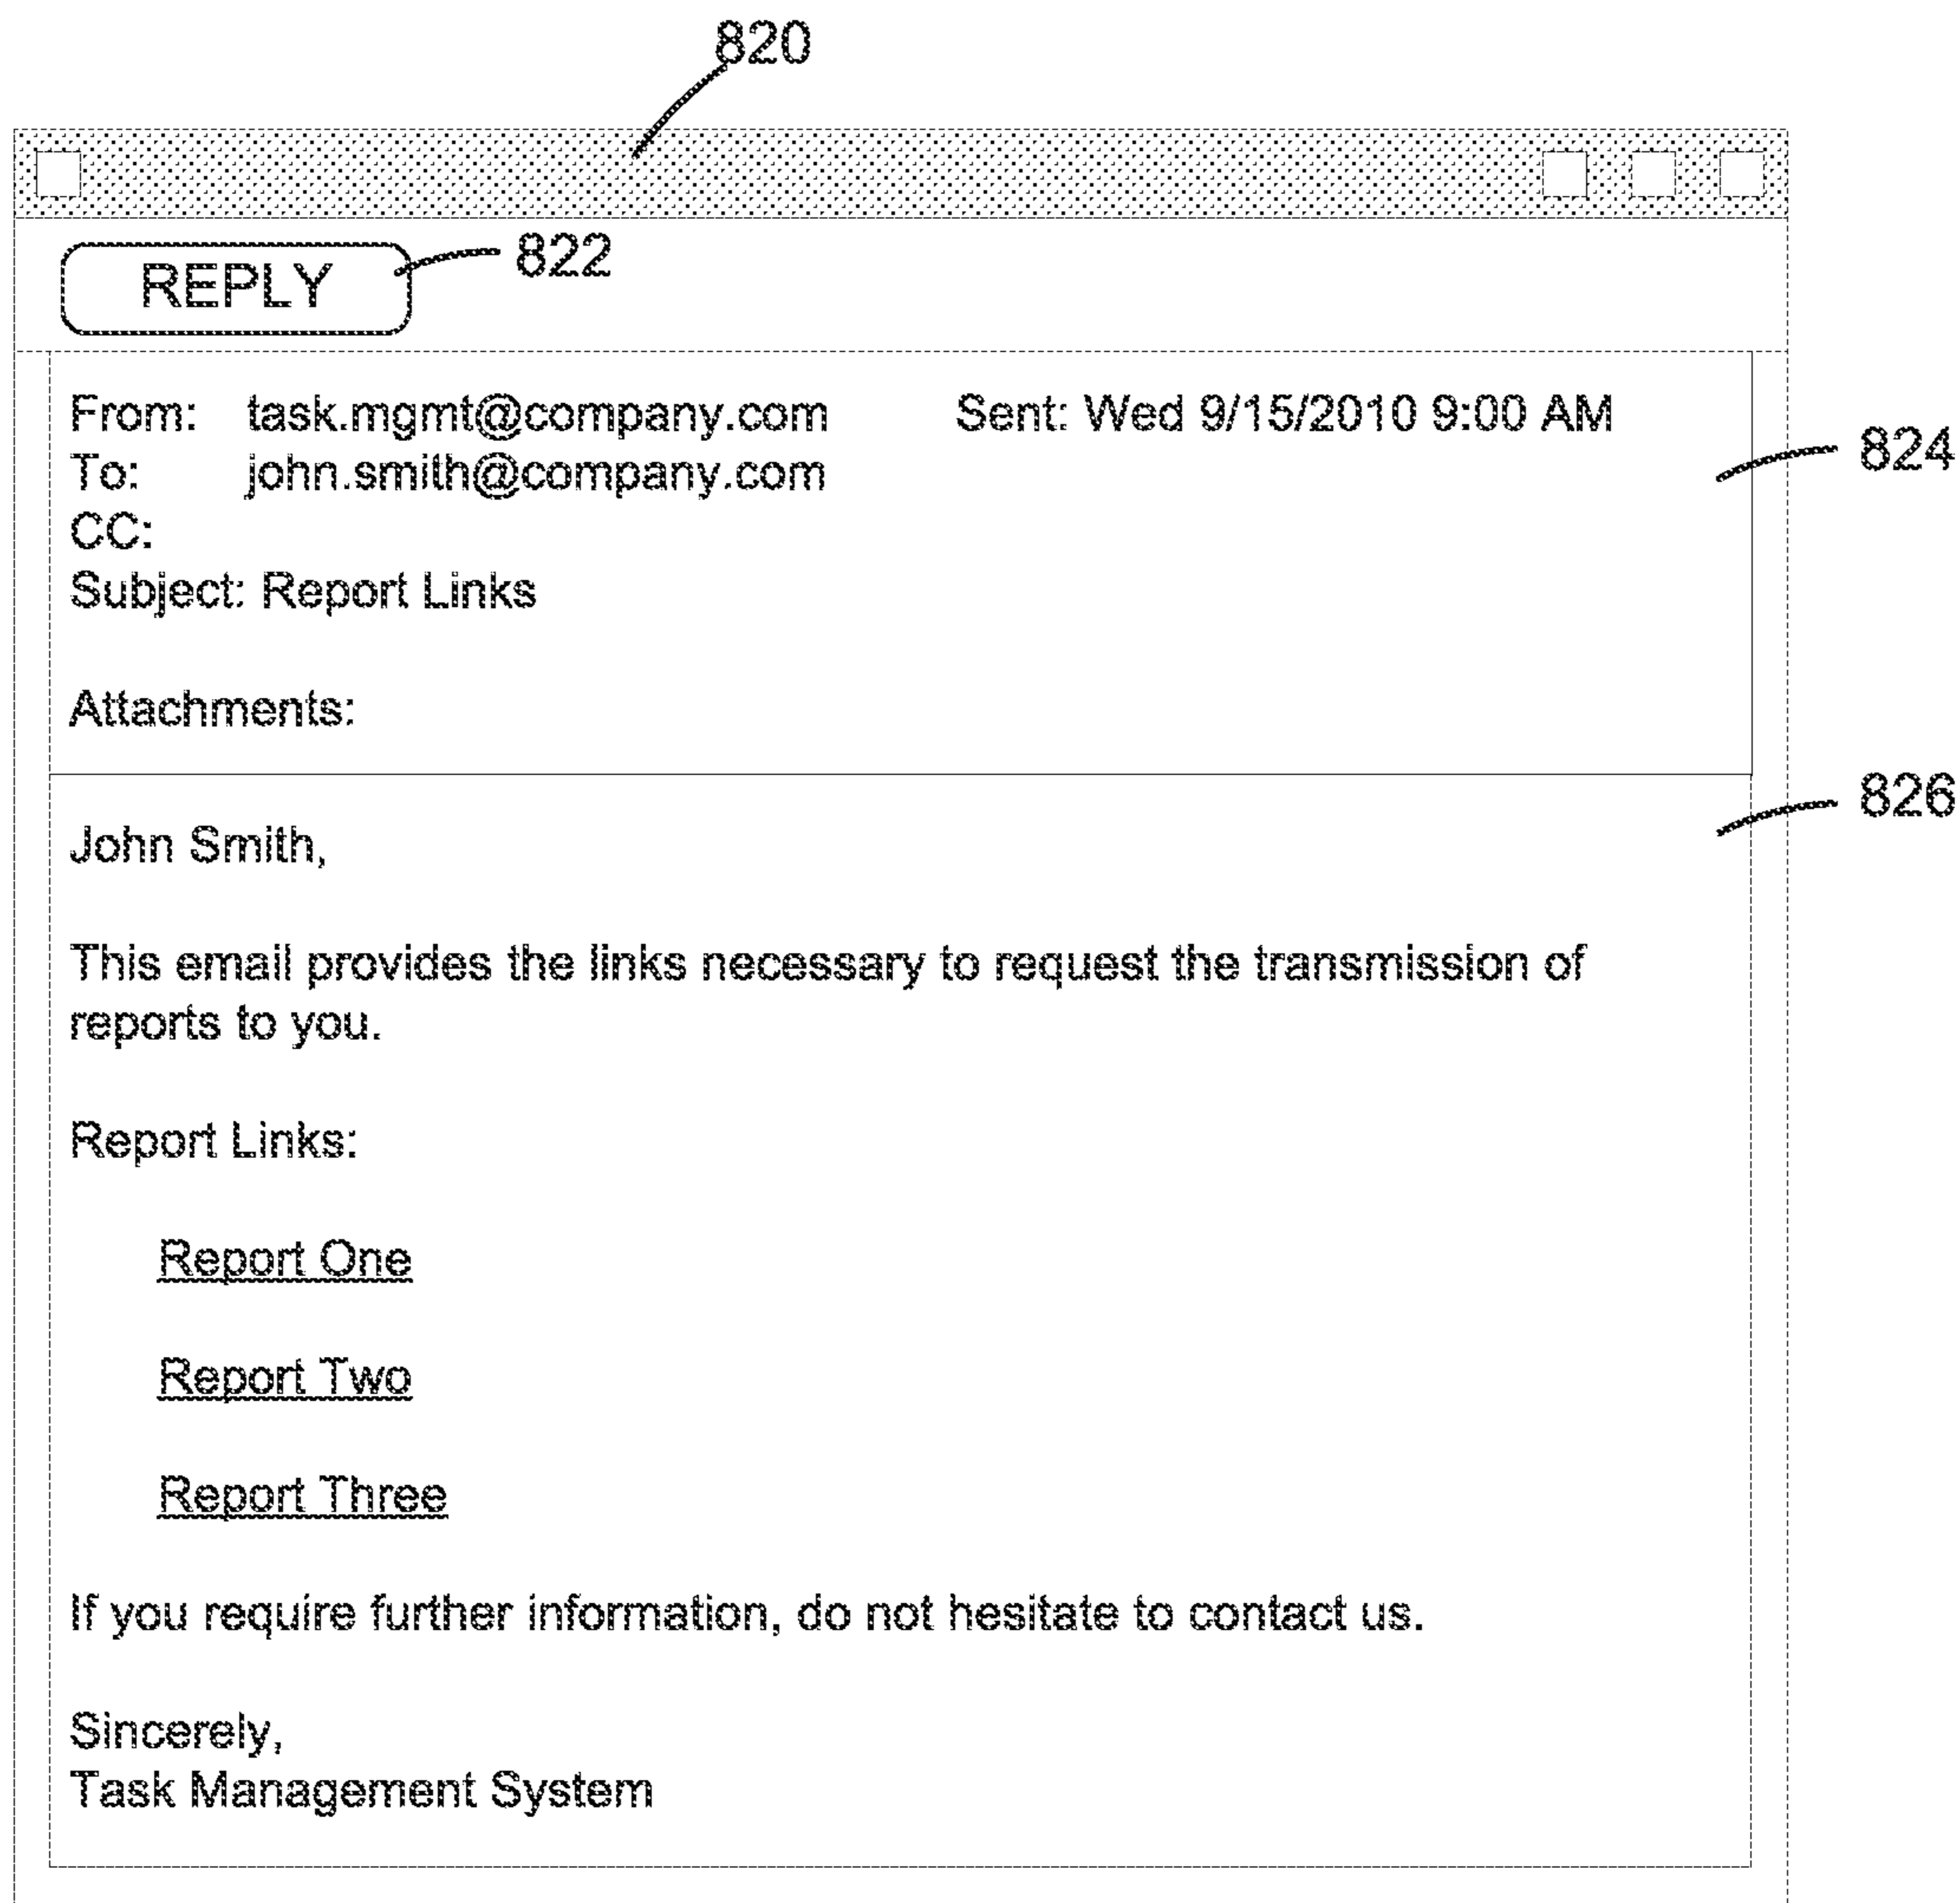 820
REPLY 822
From: task.mgmt@company.com Sent: Wed 9/15/2010 9:00 AM
824
To: john.smith@company.com
CC:
Subject: Report Links
Attachments:
826
John Smith,
This email provides the links necessary to request the transmission of
reports to you.
Report Links:
Report One
Report Two
Report Three
If you require further information, do not hesitate to contact us.
Sincerely,
Task Management System